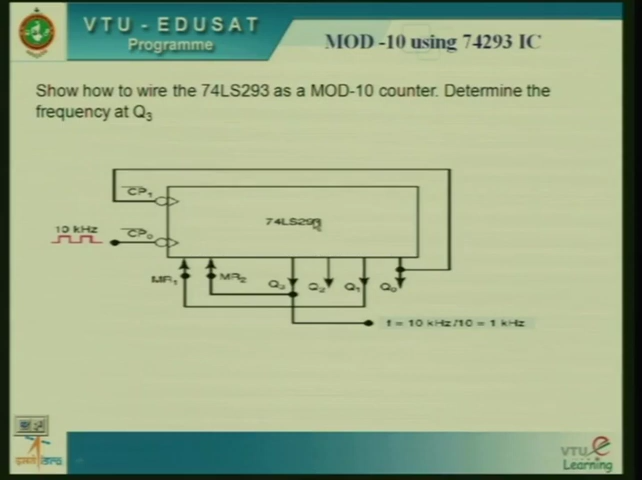 VTU - EDUSAT
Programme
MOD -10 using 74293 IC
Show how to wire the 74LS293 as a MOD-10 counter. Determine the
frequency at Q3
CP1
10 kHz
CP0
74LS293
MR1
MR2
Q3
Q2
Q1
Q0
f = 10 kHz/10 = 1 kHz
VTU e
Learning